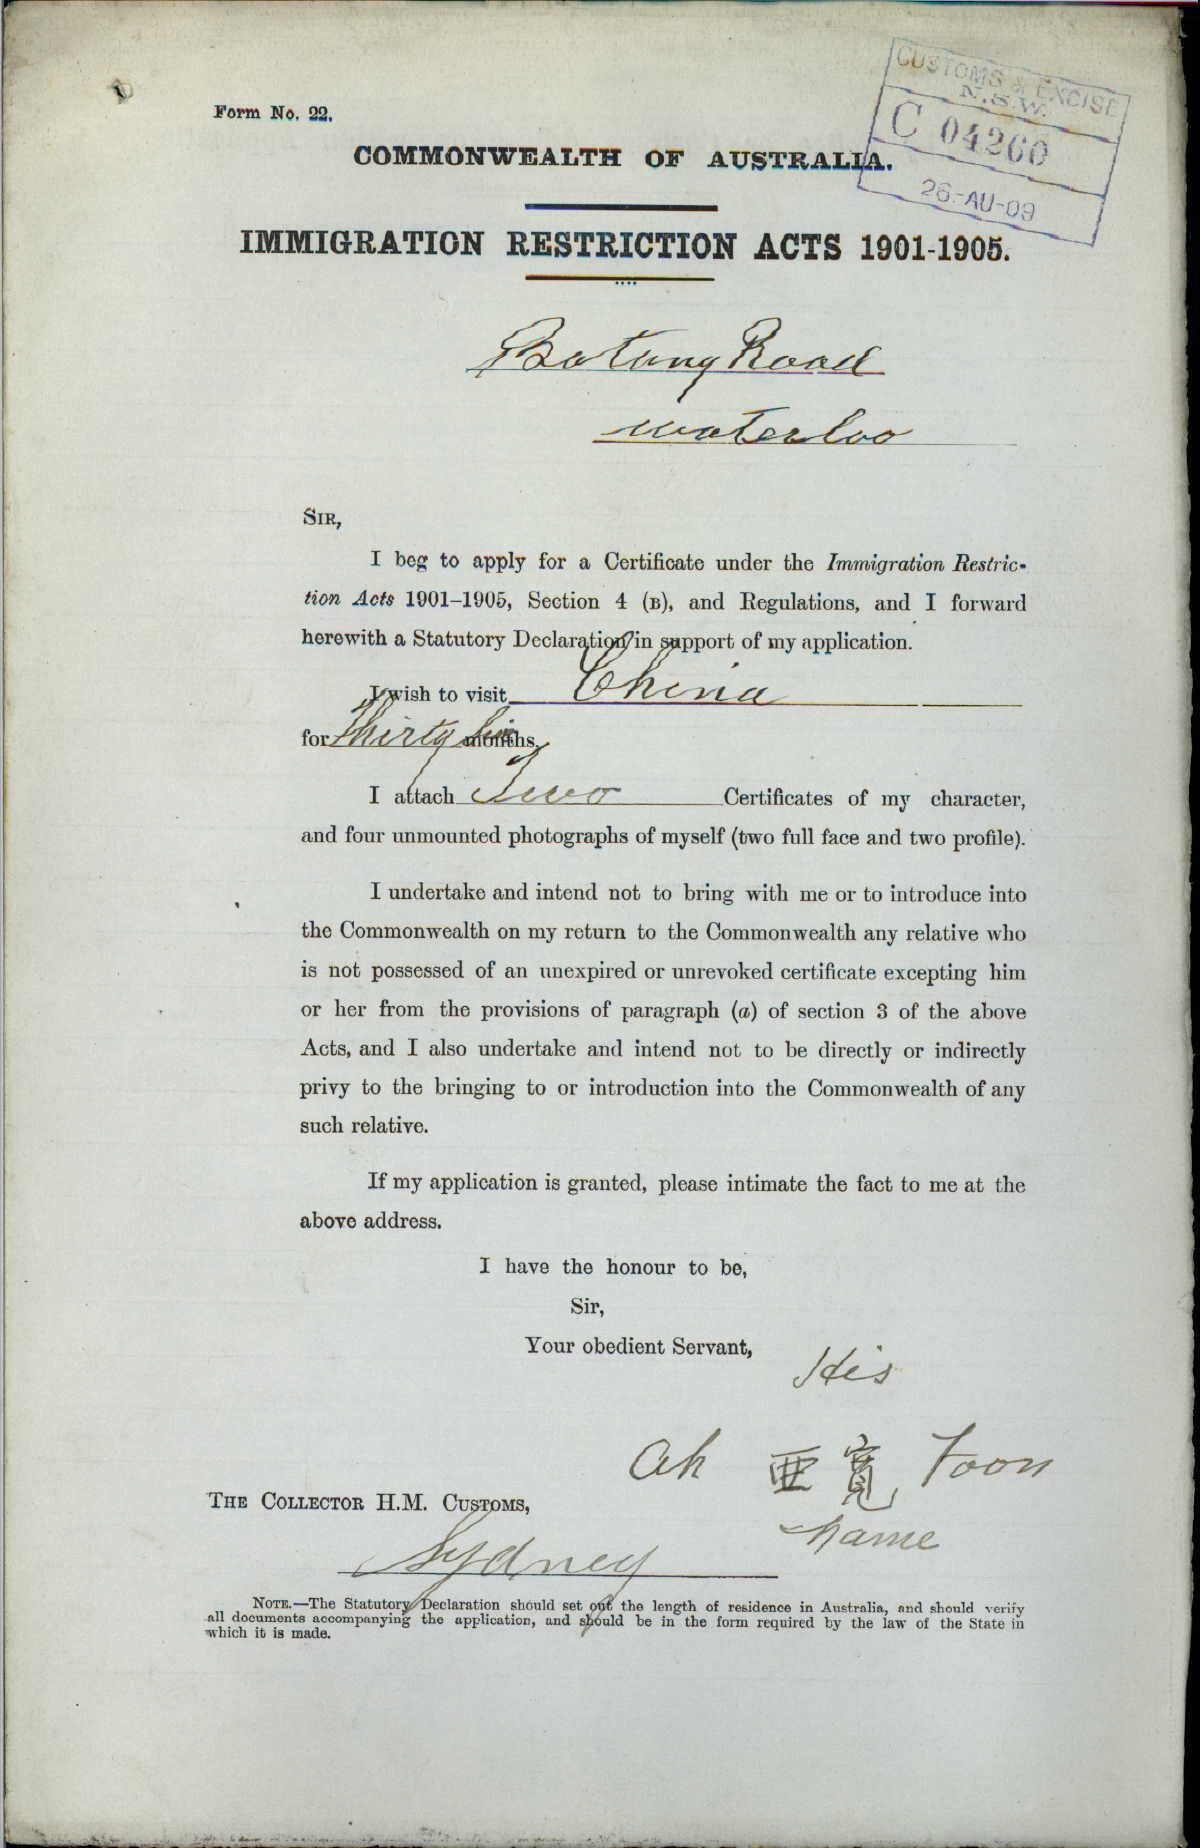 CUSTOMS & EXCISE
N.S.W.
C 04260
26-AU-09
Form No. 22.
COMMONWEALTH OF AUSTRALIA.
IMMIGRATION RESTRICTION ACTS 1901-1905.
Botany Road
Waterloo
SIR,
I beg to apply for a Certificate under the Immigration Restric-
tion Acts 1901–1905, Section 4 (B), and Regulations, and I forward
herewith a Statutory Declaration in support of my application.
I wish to visit China
for Thirty Six months.
I attach Two Certificates of my character,
and four unmounted photographs of myself (two full face and two profile).
I undertake and intend not to bring with me or to introduce into
the Commonwealth on my return to the Commonwealth any relative who
is not possessed of an unexpired or unrevoked certificate excepting him
or her from the provisions of paragraph (a) of section 3 of the above
Acts, and I also undertake and intend not to be directly or indirectly
privy to the bringing to or introduction into the Commonwealth of any
such relative.
If my application is granted, please intimate the fact to me at the
above address.
I have the honour to be,
Sir,
Your obedient Servant,
His
Ah 亜寬 Foon
name
THE COLLECTOR H.M. CUSTOMS,
Sydney
NOTE.—The Statutory Declaration should set out the length of residence in Australia, and should verify
all documents accompanying the application, and should be in the form required by the law of the State in
which it is made.